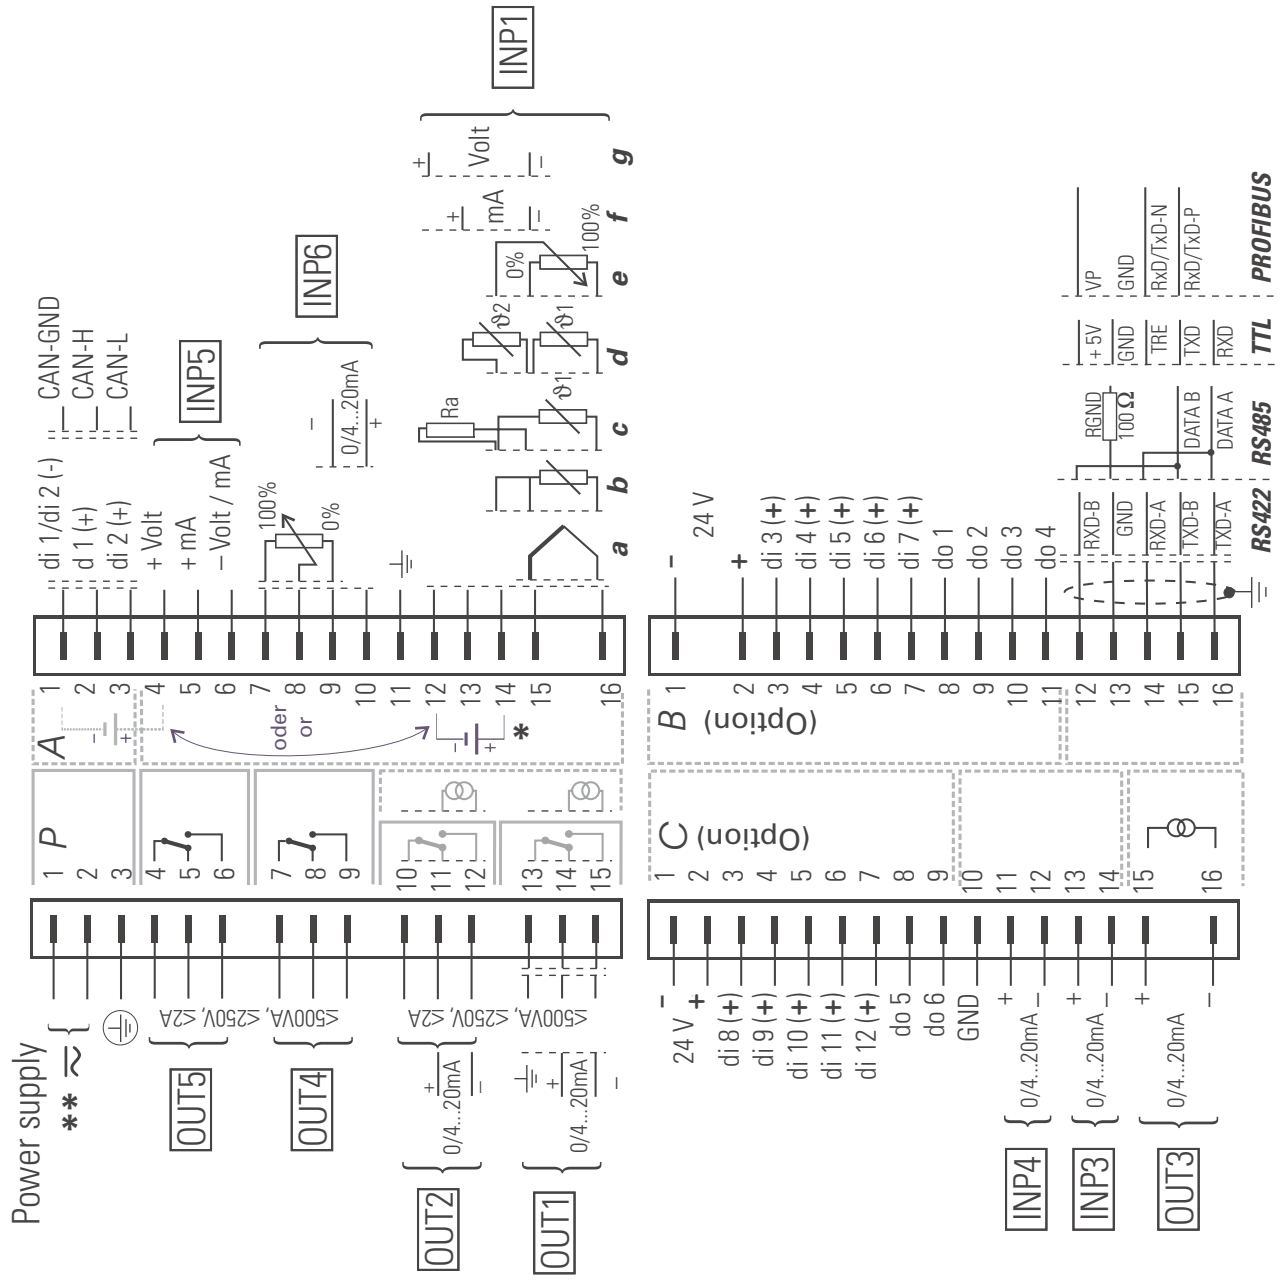 Power supply
** ≂
OUT5
OUT4
≤500VA, ≤250V, ≤2A
OUT2
+
0/4...20mA
–
≤500VA, ≤250V, ≤2A
OUT1
+
0/4...20mA
–
P
1
2
3
4
5
6
7
8
9
10
11
12
13
14
15
A
–
+
oder
or
–
+
*
1
2
3
4
5
6
7
8
9
10
11
12
13
14
15
16
di 1/di 2 (-)
d 1 (+)
di 2 (+)
CAN-GND
CAN-H
CAN-L
+ Volt
+ mA
– Volt / mA
INP5
100%
0%
–
0/4...20mA
+
INP6
a
b
c
Ra
ϑ1
d
ϑ2
ϑ1
e
0%
100%
f
+
mA
–
g
+
Volt
–
INP1
24 V
–
+
di 8 (+)
di 9 (+)
di 10 (+)
di 11 (+)
di 12 (+)
do 5
do 6
GND
+
0/4...20mA
–
INP4
+
0/4...20mA
–
INP3
+
0/4...20mA
–
OUT3
C
(Option)
1
2
3
4
5
6
7
8
9
10
11
12
13
14
15
16
B
(Option)
1
2
3
4
5
6
7
8
9
10
11
12
13
14
15
16
–
24 V
+
di 3 (+)
di 4 (+)
di 5 (+)
di 6 (+)
di 7 (+)
do 1
do 2
do 3
do 4
RXD-B
GND
RXD-A
TXD-B
TXD-A
RS422
RGND
100 Ω
DATA B
DATA A
RS485
+ 5V
GND
TRE
TXD
RXD
TTL
VP
GND
RxD/TxD-N
RxD/TxD-P
PROFIBUS